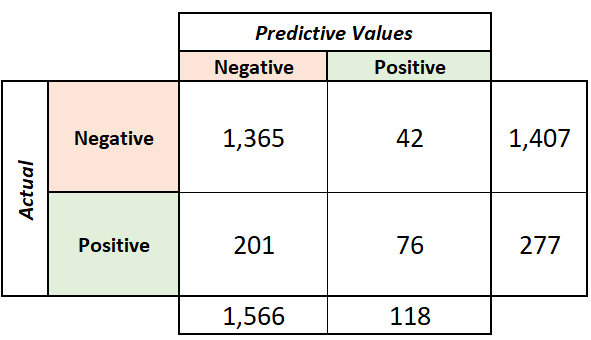 Predictive Values
Negative Positive
Actual
Negative 1,365 42 1,407
Positive 201 76 277
1,566 118